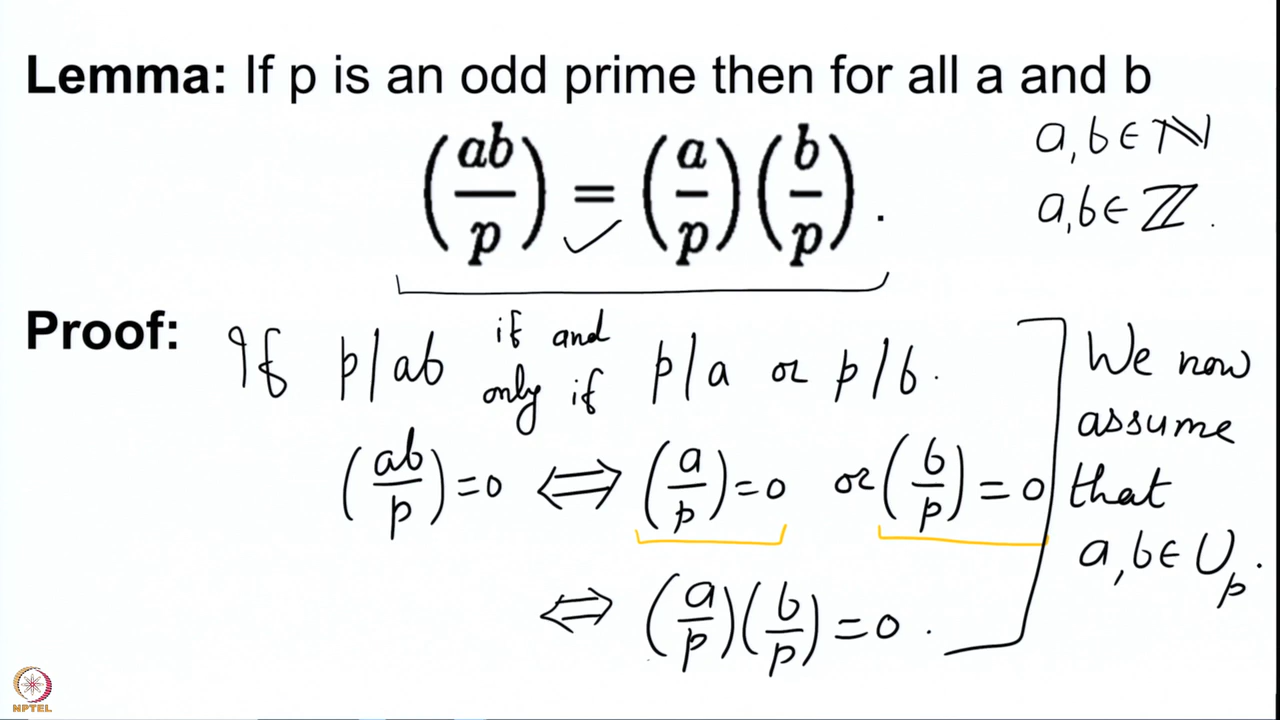 Lemma: If p is an odd prime then for all a and b
(ab/p) = (a/p)(b/p).
a, b ∈ ℕ
a, b ∈ ℤ.
Proof: If p | ab if and only if p | a or p | b.
(ab/p) = 0 ⟺ (a/p) = 0 or (b/p) = 0
⟺ (a/p)(b/p) = 0.
We now
assume
that
a, b ∈ U_p.
NPTEL